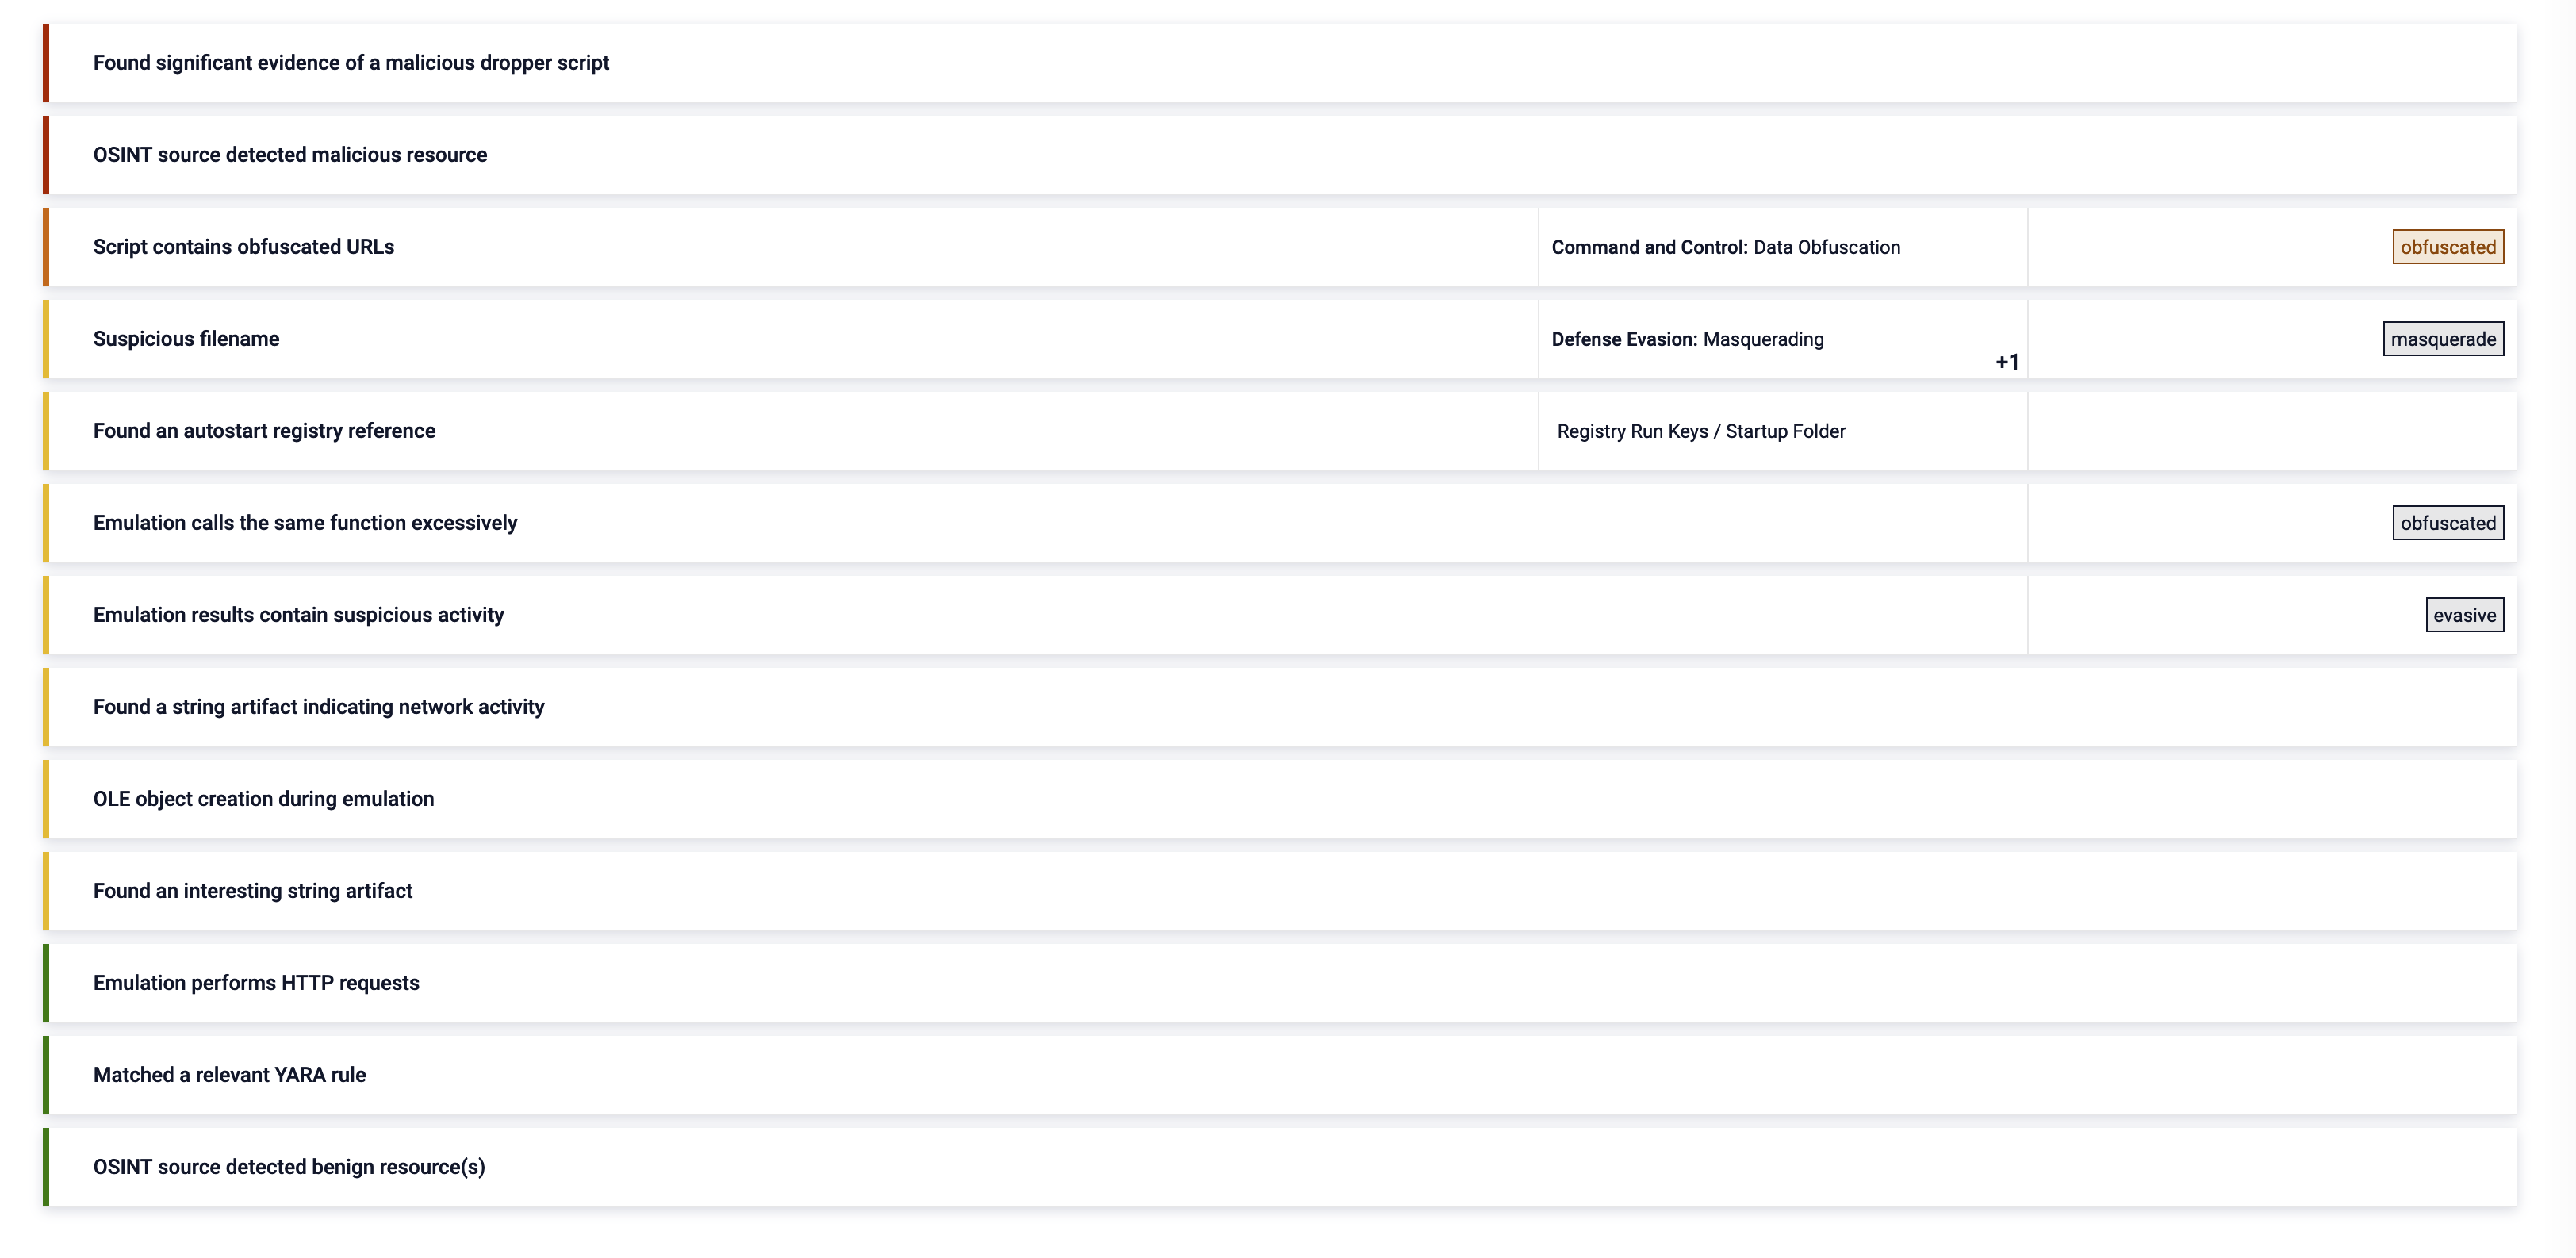 Found significant evidence of a malicious dropper script
OSINT source detected malicious resource
Script contains obfuscated URLs
Command and Control: Data Obfuscation
obfuscated
Suspicious filename
Defense Evasion: Masquerading
+1
masquerade
Found an autostart registry reference
Registry Run Keys / Startup Folder
Emulation calls the same function excessively
obfuscated
Emulation results contain suspicious activity
evasive
Found a string artifact indicating network activity
OLE object creation during emulation
Found an interesting string artifact
Emulation performs HTTP requests
Matched a relevant YARA rule
OSINT source detected benign resource(s)